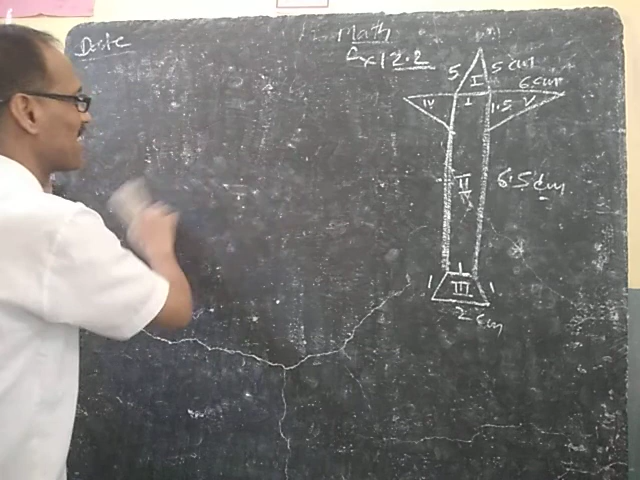 Date
Math
Ex 12.2
5
5 cm
I
6 cm
IV
1
1.5
V
II
6.5 cm
1
1
III
1
2 cm